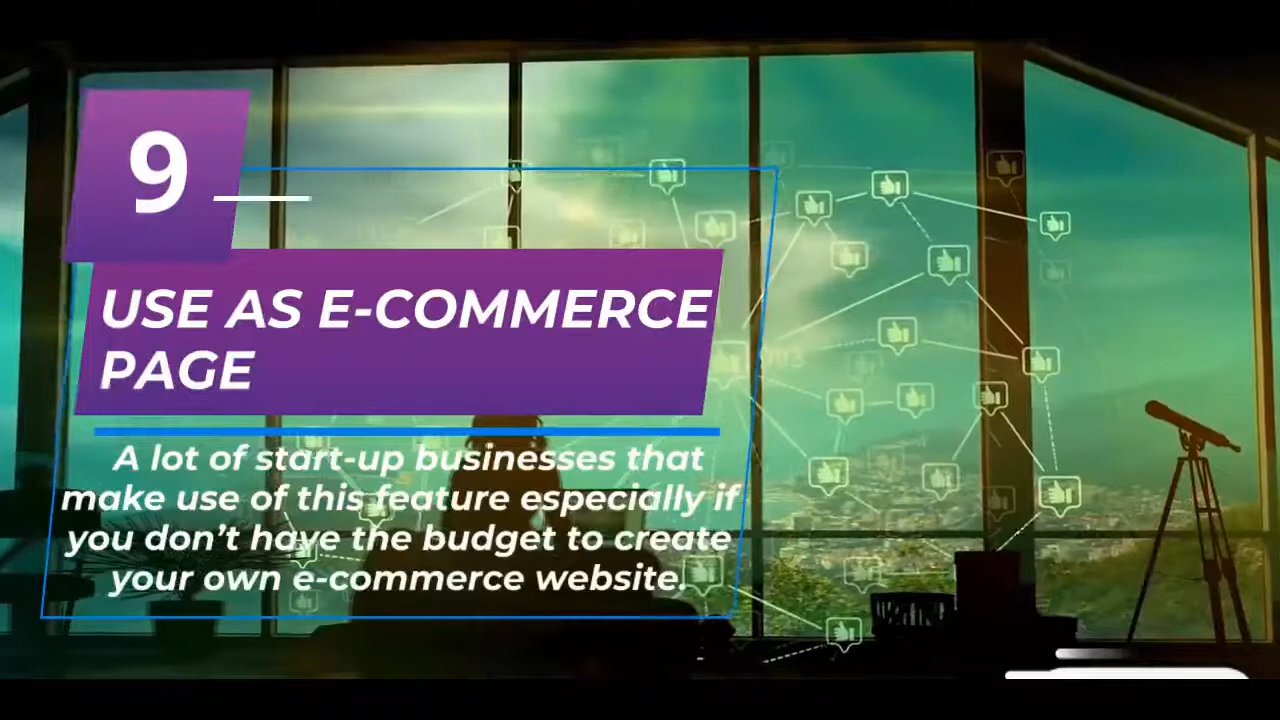 9
USE AS E-COMMERCE
PAGE
A lot of start-up businesses that
make use of this feature especially if
you don’t have the budget to create
your own e-commerce website.